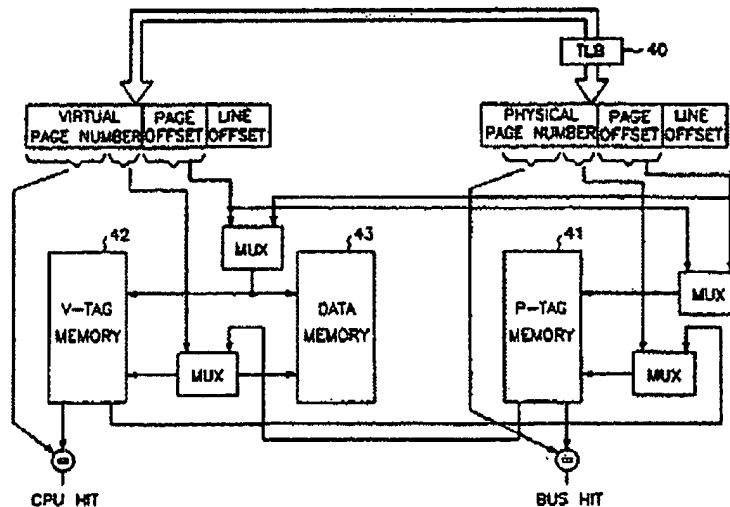 TLB
40
VIRTUAL
PAGE NUMBER
PAGE
OFFSET
LINE
OFFSET
PHYSICAL
PAGE NUMBER
PAGE
OFFSET
LINE
OFFSET
42
43
41
MUX
V-TAG
MEMORY
DATA
MEMORY
P-TAG
MEMORY
MUX
MUX
MUX
CPU HIT
BUS HIT